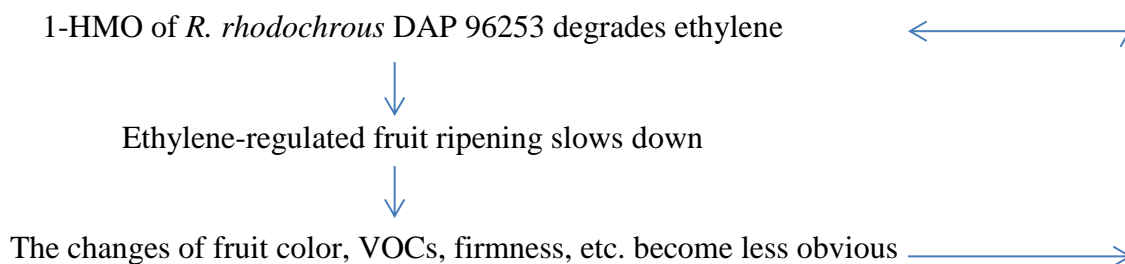 1-HMO of R. rhodochrous DAP 96253 degrades ethylene
Ethylene-regulated fruit ripening slows down
The changes of fruit color, VOCs, firmness, etc. become less obvious